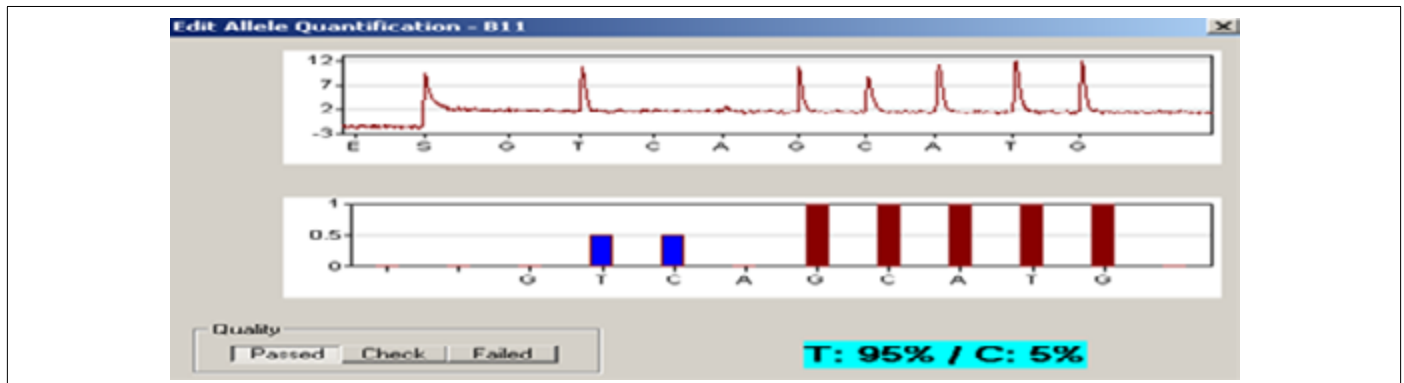 Edit Allele Quantification - B11
12
7
2
-3
E S G T C A G C A T G
1
0.5
0
G T C A G C A T G
Quality
Passed Check Failed
T: 95% / C: 5%